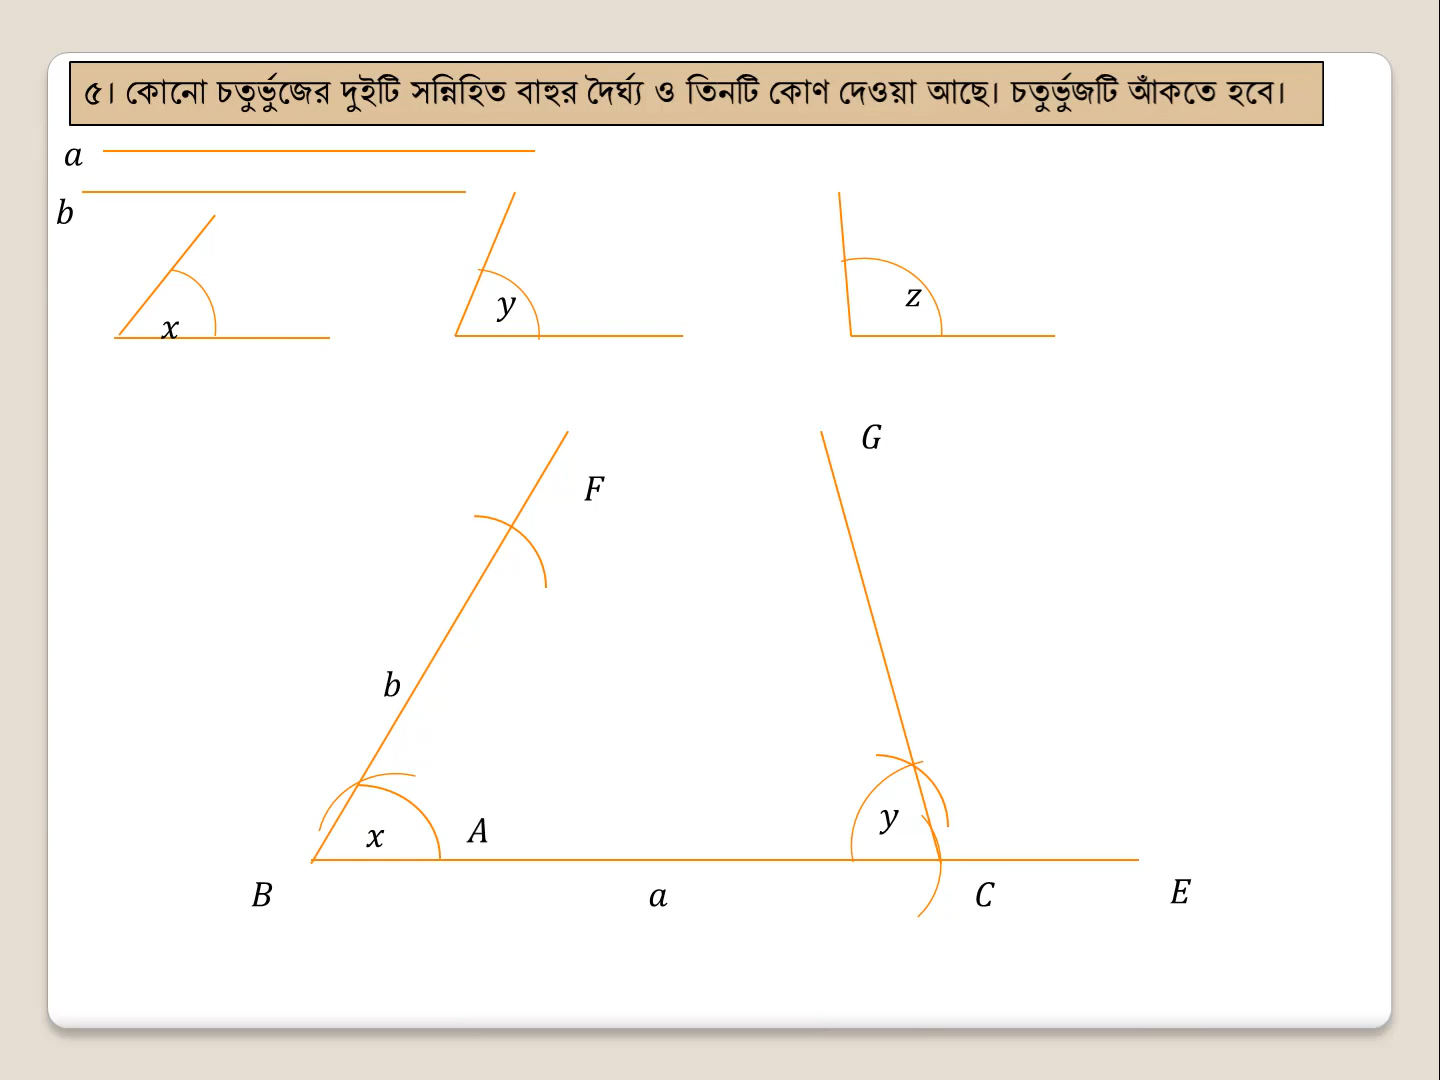 ৫। কোনো চতুর্ভুজের দুইটি সন্নিহিত বাহুর দৈর্ঘ্য ও তিনটি কোণ দেওয়া আছে। চতুর্ভুজটি আঁকতে হবে।
a
b
x
y
z
G
F
b
x
A
y
B
a
C
E